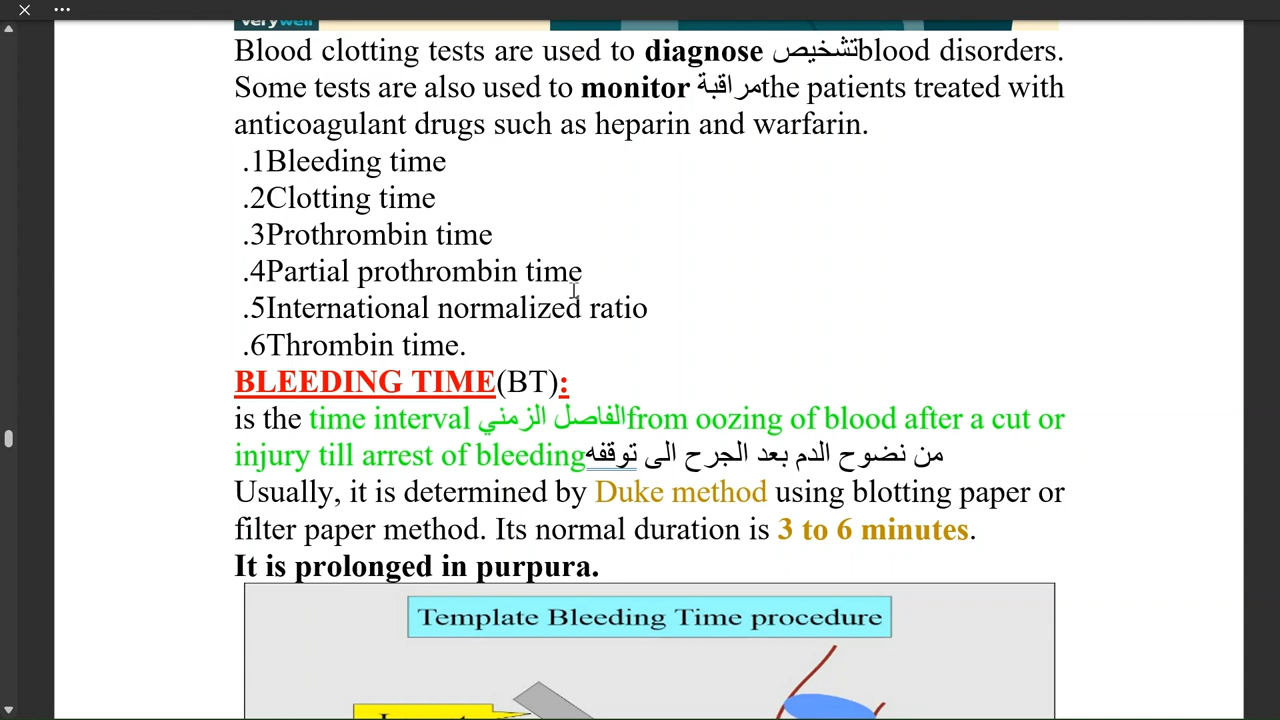 verywell
Blood clotting tests are used to diagnose تشخيصblood disorders.
Some tests are also used to monitor مراقبةthe patients treated with
anticoagulant drugs such as heparin and warfarin.
.1Bleeding time
.2Clotting time
.3Prothrombin time
.4Partial prothrombin time
.5International normalized ratio
.6Thrombin time.
BLEEDING TIME(BT):
is the time interval الفاصل الزمنيfrom oozing of blood after a cut or
injury till arrest of bleedingمن نضوح الدم بعد الجرح الى توقفه
Usually, it is determined by Duke method using blotting paper or
filter paper method. Its normal duration is 3 to 6 minutes.
It is prolonged in purpura.
Template Bleeding Time procedure